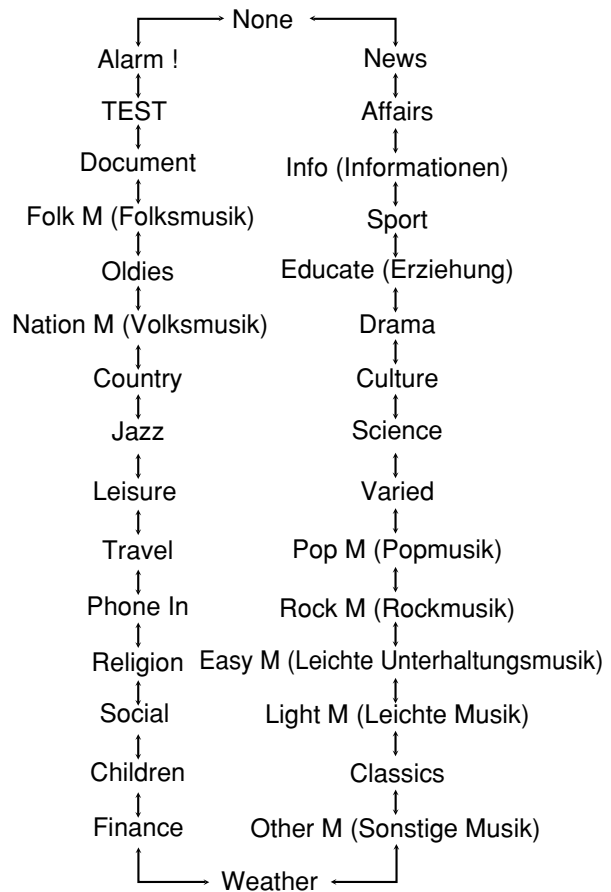 None
Alarm !
News
TEST
Affairs
Document
Info (Informationen)
Folk M (Folksmusik)
Sport
Oldies
Educate (Erziehung)
Nation M (Volksmusik)
Drama
Country
Culture
Jazz
Science
Leisure
Varied
Travel
Pop M (Popmusik)
Phone In
Rock M (Rockmusik)
Religion
Easy M (Leichte Unterhaltungsmusik)
Social
Light M (Leichte Musik)
Children
Classics
Finance
Other M (Sonstige Musik)
Weather